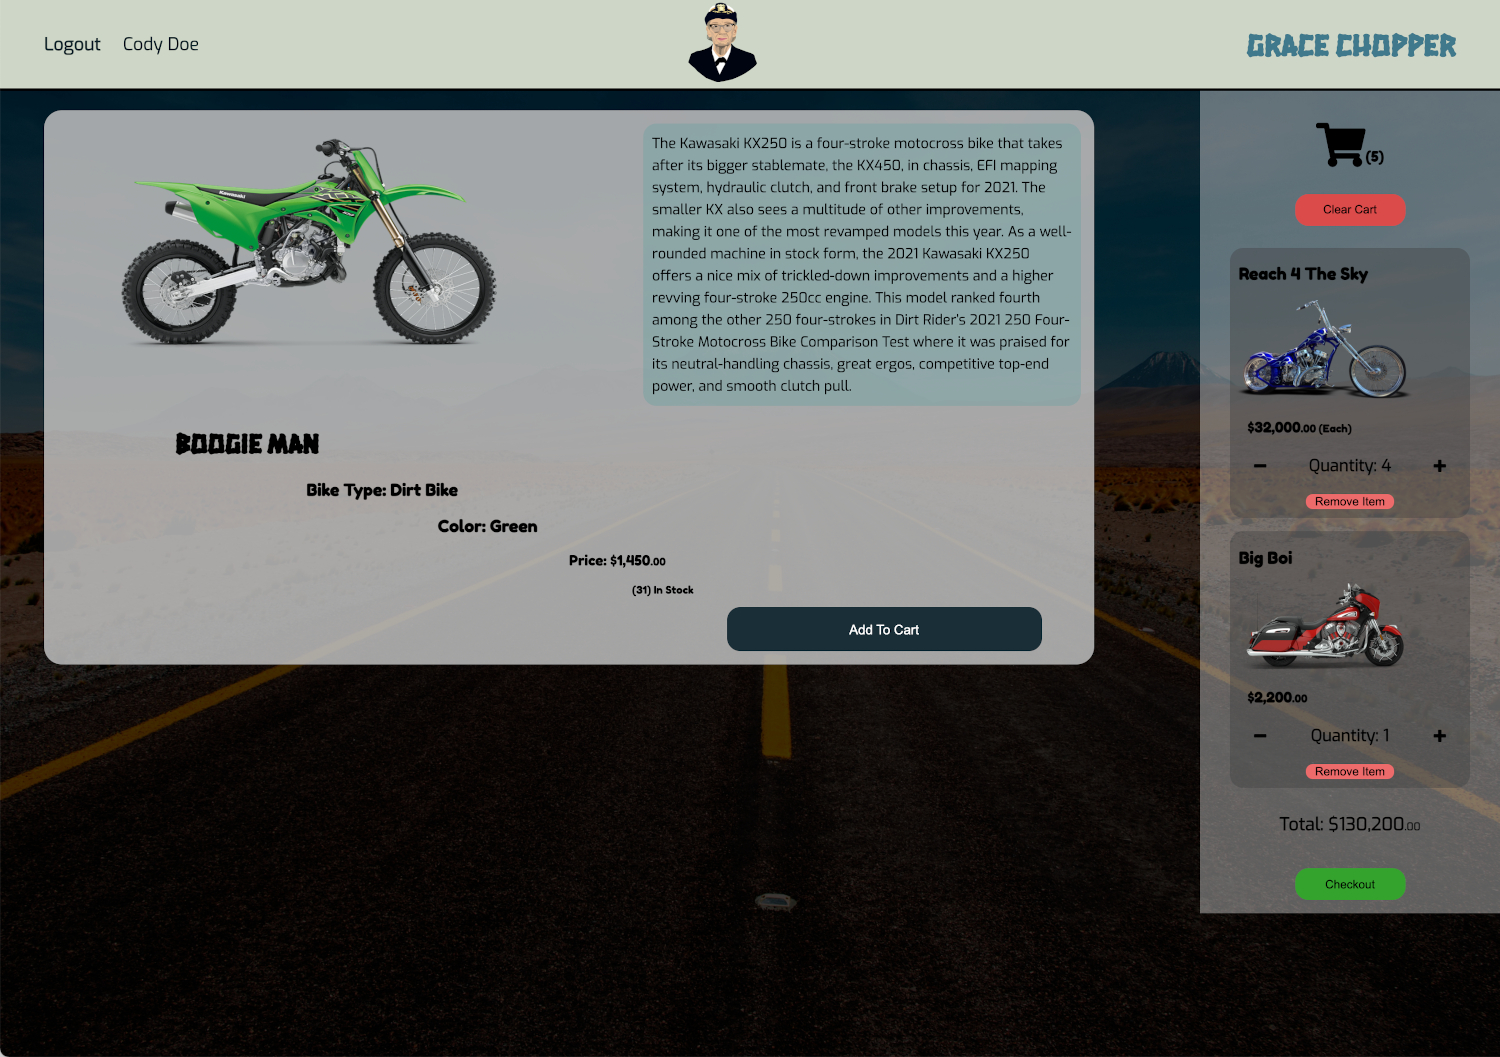 Logout Cody Doe
GRACE CHOPPER
The Kawasaki KX250 is a four-stroke motocross bike that takes
after its bigger stablemate, the KX450, in chassis, EFI mapping
system, hydraulic clutch, and front brake setup for 2021. The
smaller KX also sees a multitude of other improvements,
making it one of the most revamped models this year. As a well-
rounded machine in stock form, the 2021 Kawasaki KX250
offers a nice mix of trickled-down improvements and a higher
revving four-stroke 250cc engine. This model ranked fourth
among the other 250 four-strokes in Dirt Rider's 2021 250 Four-
Stroke Motocross Bike Comparison Test where it was praised for
its neutral-handling chassis, great ergos, competitive top-end
power, and smooth clutch pull.
Kawasaki
BOOGIE MAN
Bike Type: Dirt Bike
Color: Green
Price: $1,450.00
(31) In Stock
Add To Cart
(5)
Clear Cart
Reach 4 The Sky
$32,000.00 (Each)
Quantity: 4
Remove Item
Big Boi
$2,200.00
Quantity: 1
Remove Item
Total: $130,200.00
Checkout